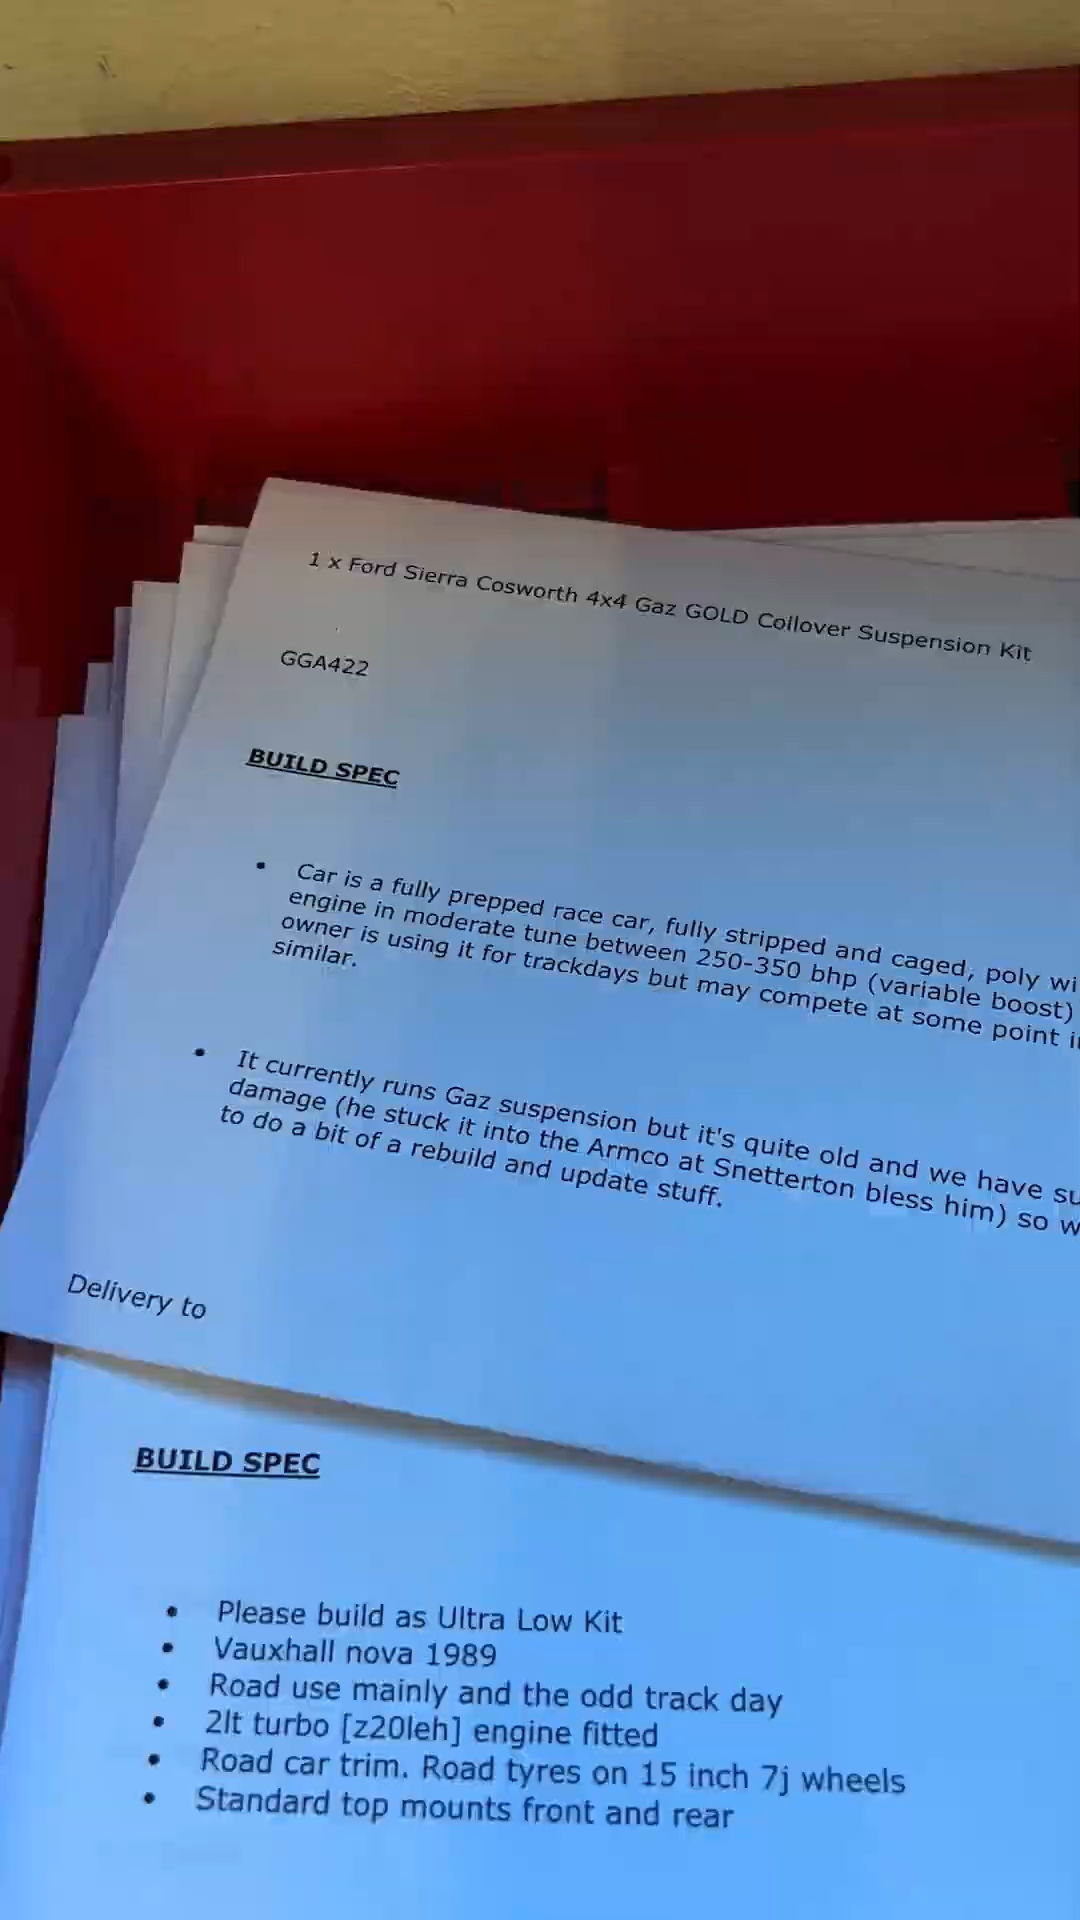 1 x Ford Sierra Cosworth 4x4 Gaz GOLD Coilover Suspension Kit
GGA422
BUILD SPEC
• Car is a fully prepped race car, fully stripped and caged, poly
engine in moderate tune between 250-350 bhp (variable boost)
owner is using it for trackdays but may compete at some point
similar.
• It currently runs Gaz suspension but it's quite old and we have
damage (he stuck it into the Armco at Snetterton bless him) so
to do a bit of a rebuild and update stuff.
Delivery to
BUILD SPEC
• Please build as Ultra Low Kit
• Vauxhall nova 1989
• Road use mainly and the odd track day
• 2lt turbo [z20leh] engine fitted
• Road car trim. Road tyres on 15 inch 7j wheels
• Standard top mounts front and rear